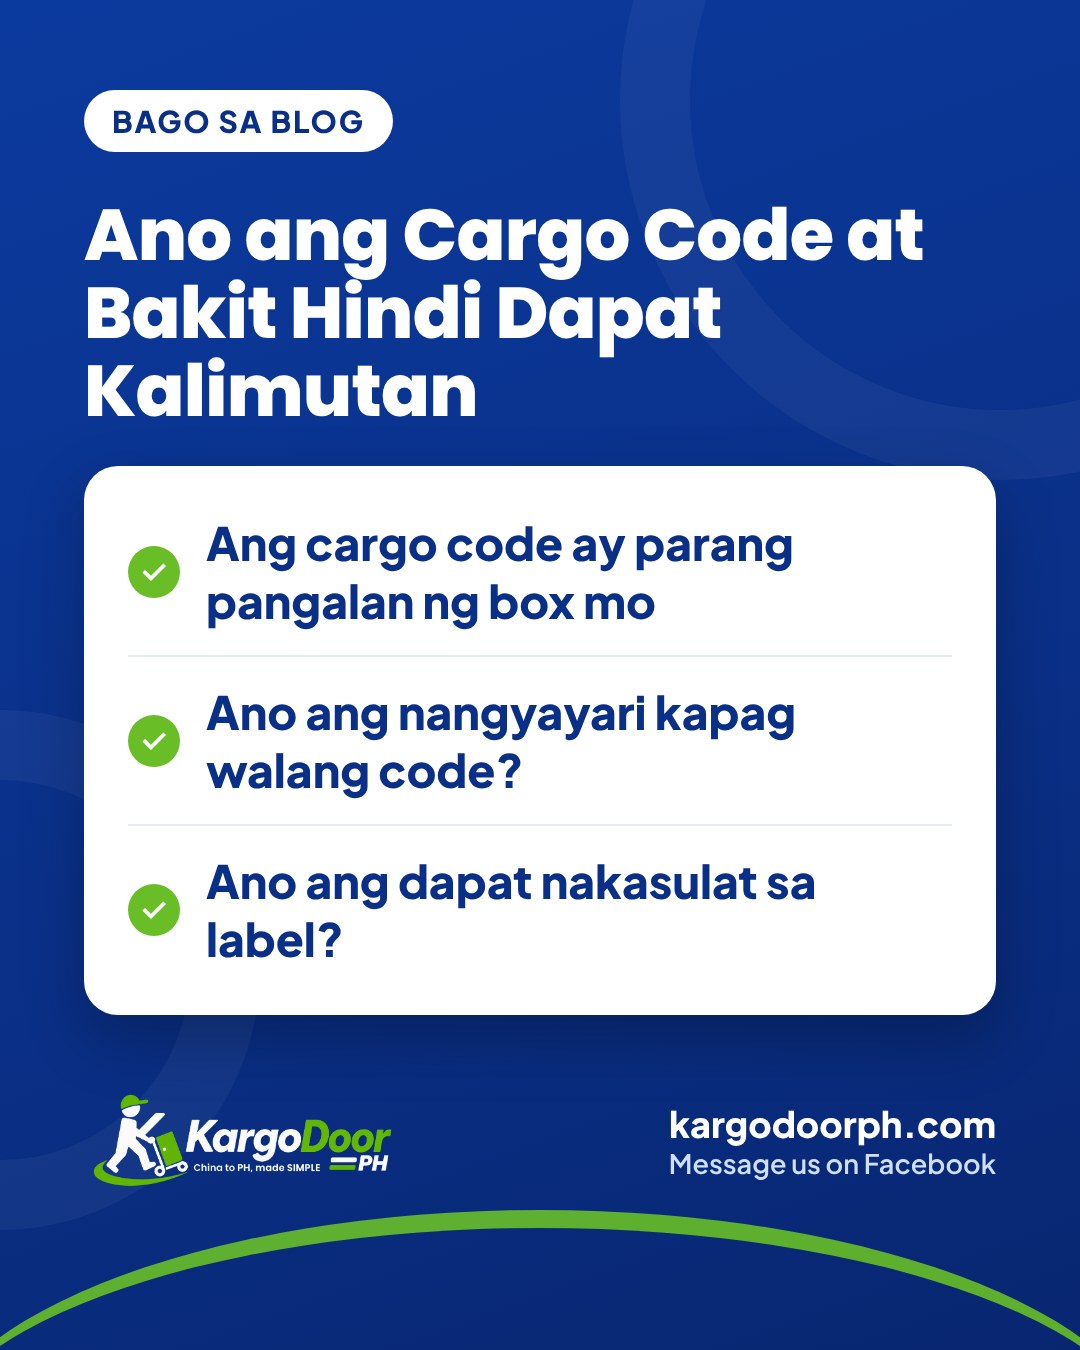 BAGO SA BLOG
Ano ang Cargo Code at
Bakit Hindi Dapat
Kalimutan
Ang cargo code ay parang
pangalan ng box mo
Ano ang nangyayari kapag
walang code?
Ano ang dapat nakasulat sa
label?
KargoDoor
China to PH, made SIMPLE
PH
kargodoorph.com
Message us on Facebook